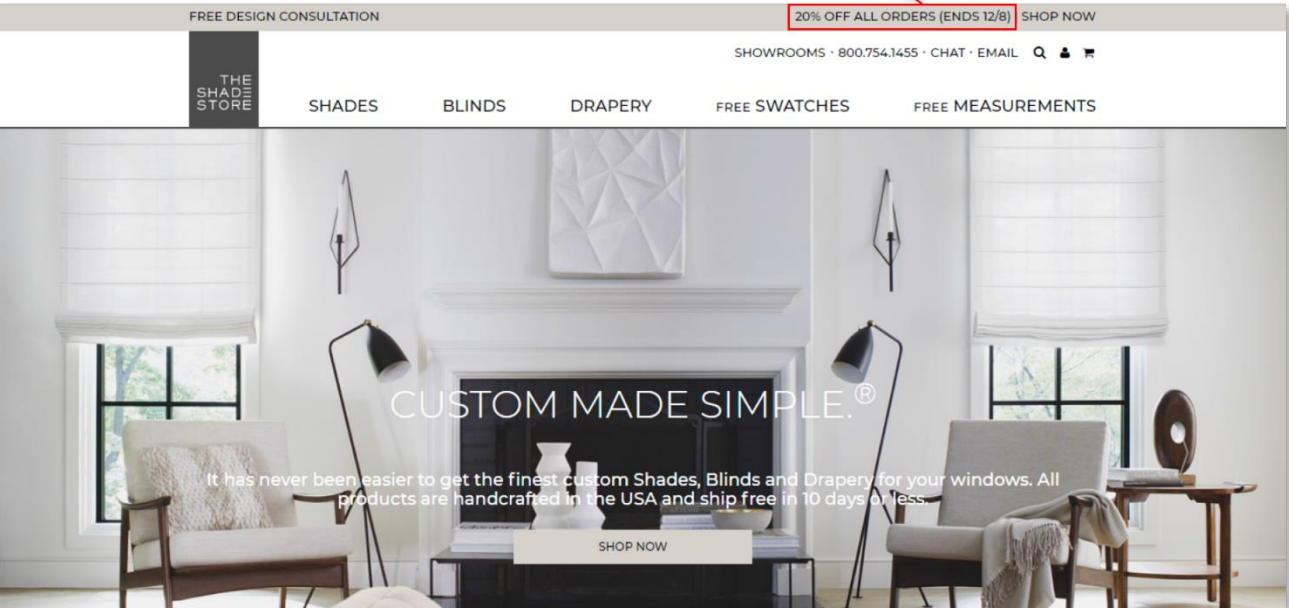 FREE DESIGN CONSULTATION
20% OFF ALL ORDERS (ENDS 12/8) SHOP NOW
SHOWROOMS · 800.754.1455 · CHAT · EMAIL
THE
SHADE
STORE
SHADES BLINDS DRAPERY FREE SWATCHES FREE MEASUREMENTS
CUSTOM MADE SIMPLE.®
It has never been easier to get the finest custom Shades, Blinds and Drapery for your windows. All
products are handcrafted in the USA and ship free in 10 days or less.
SHOP NOW